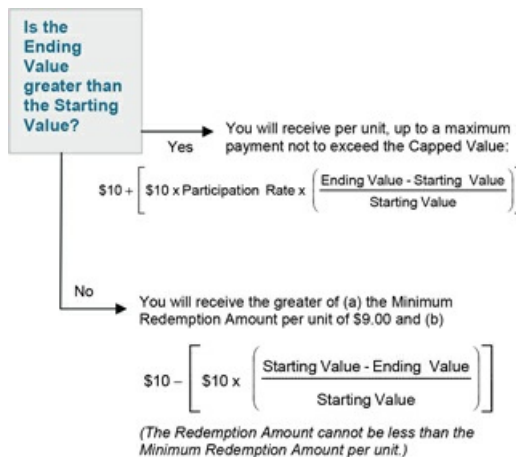 Is the
Ending
Value
greater than
the Starting
Value?
Yes
You will receive per unit, up to a maximum
payment not to exceed the Capped Value:
$10 + [ $10 x Participation Rate x ( Ending Value - Starting Value
Starting Value ) ]
No
You will receive the greater of (a) the Minimum
Redemption Amount per unit of $9.00 and (b)
$10 – [ $10 x ( Starting Value - Ending Value
Starting Value ) ]
(The Redemption Amount cannot be less than the
Minimum Redemption Amount per unit.)